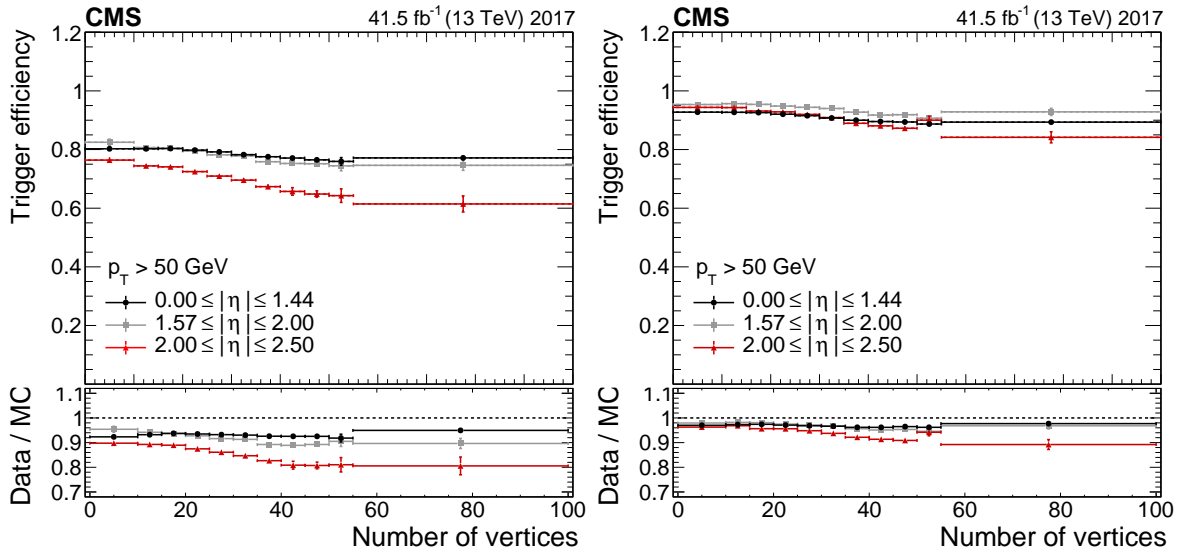 CMS 41.5 fb⁻¹ (13 TeV) 2017
Trigger efficiency
1.2
1
0.8
0.6
0.4
0.2
p_T > 50 GeV
0.00 ≤ |η| ≤ 1.44
1.57 ≤ |η| ≤ 2.00
2.00 ≤ |η| ≤ 2.50
Data / MC
1.1
1
0.9
0.8
0.7
0 20 40 60 80 100
Number of vertices
CMS 41.5 fb⁻¹ (13 TeV) 2017
Trigger efficiency
1.2
1
0.8
0.6
0.4
0.2
p_T > 50 GeV
0.00 ≤ |η| ≤ 1.44
1.57 ≤ |η| ≤ 2.00
2.00 ≤ |η| ≤ 2.50
Data / MC
1.1
1
0.9
0.8
0.7
0 20 40 60 80 100
Number of vertices